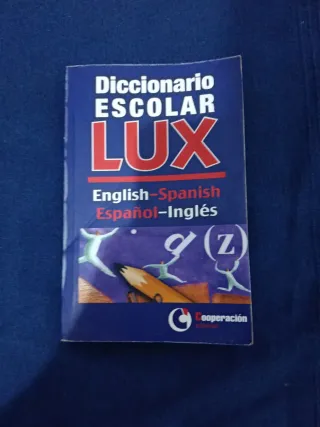 Diccionario
ESCOLAR
LUX
English–Spanish
Español–Inglés
d (Z)
Cooperación